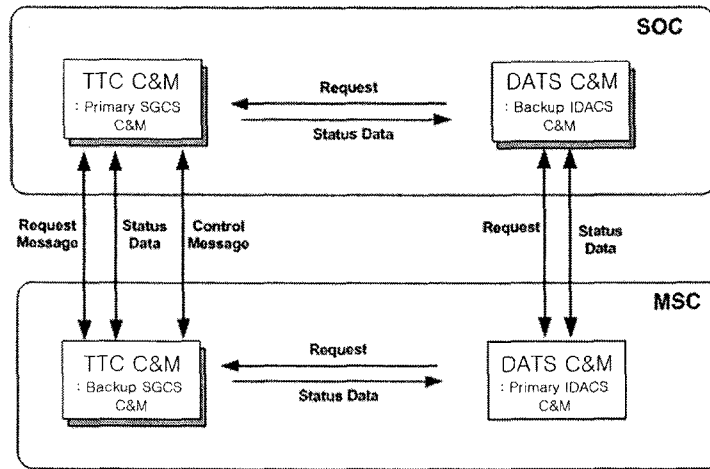 SOC
TTC C&M
: Primary SGCS
C&M
Request
Status Data
DATS C&M
: Backup IDACS
C&M
Request
Message
Status
Data
Control
Message
Request
Status
Data
MSC
TTC C&M
: Backup SGCS
C&M
Request
Status Data
DATS C&M
: Primary IDACS
C&M